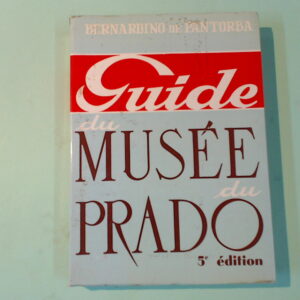 BERNARDINO DE PANTORBA
Guide
du
MUSÉE
du
PRADO
5ᵉ édition